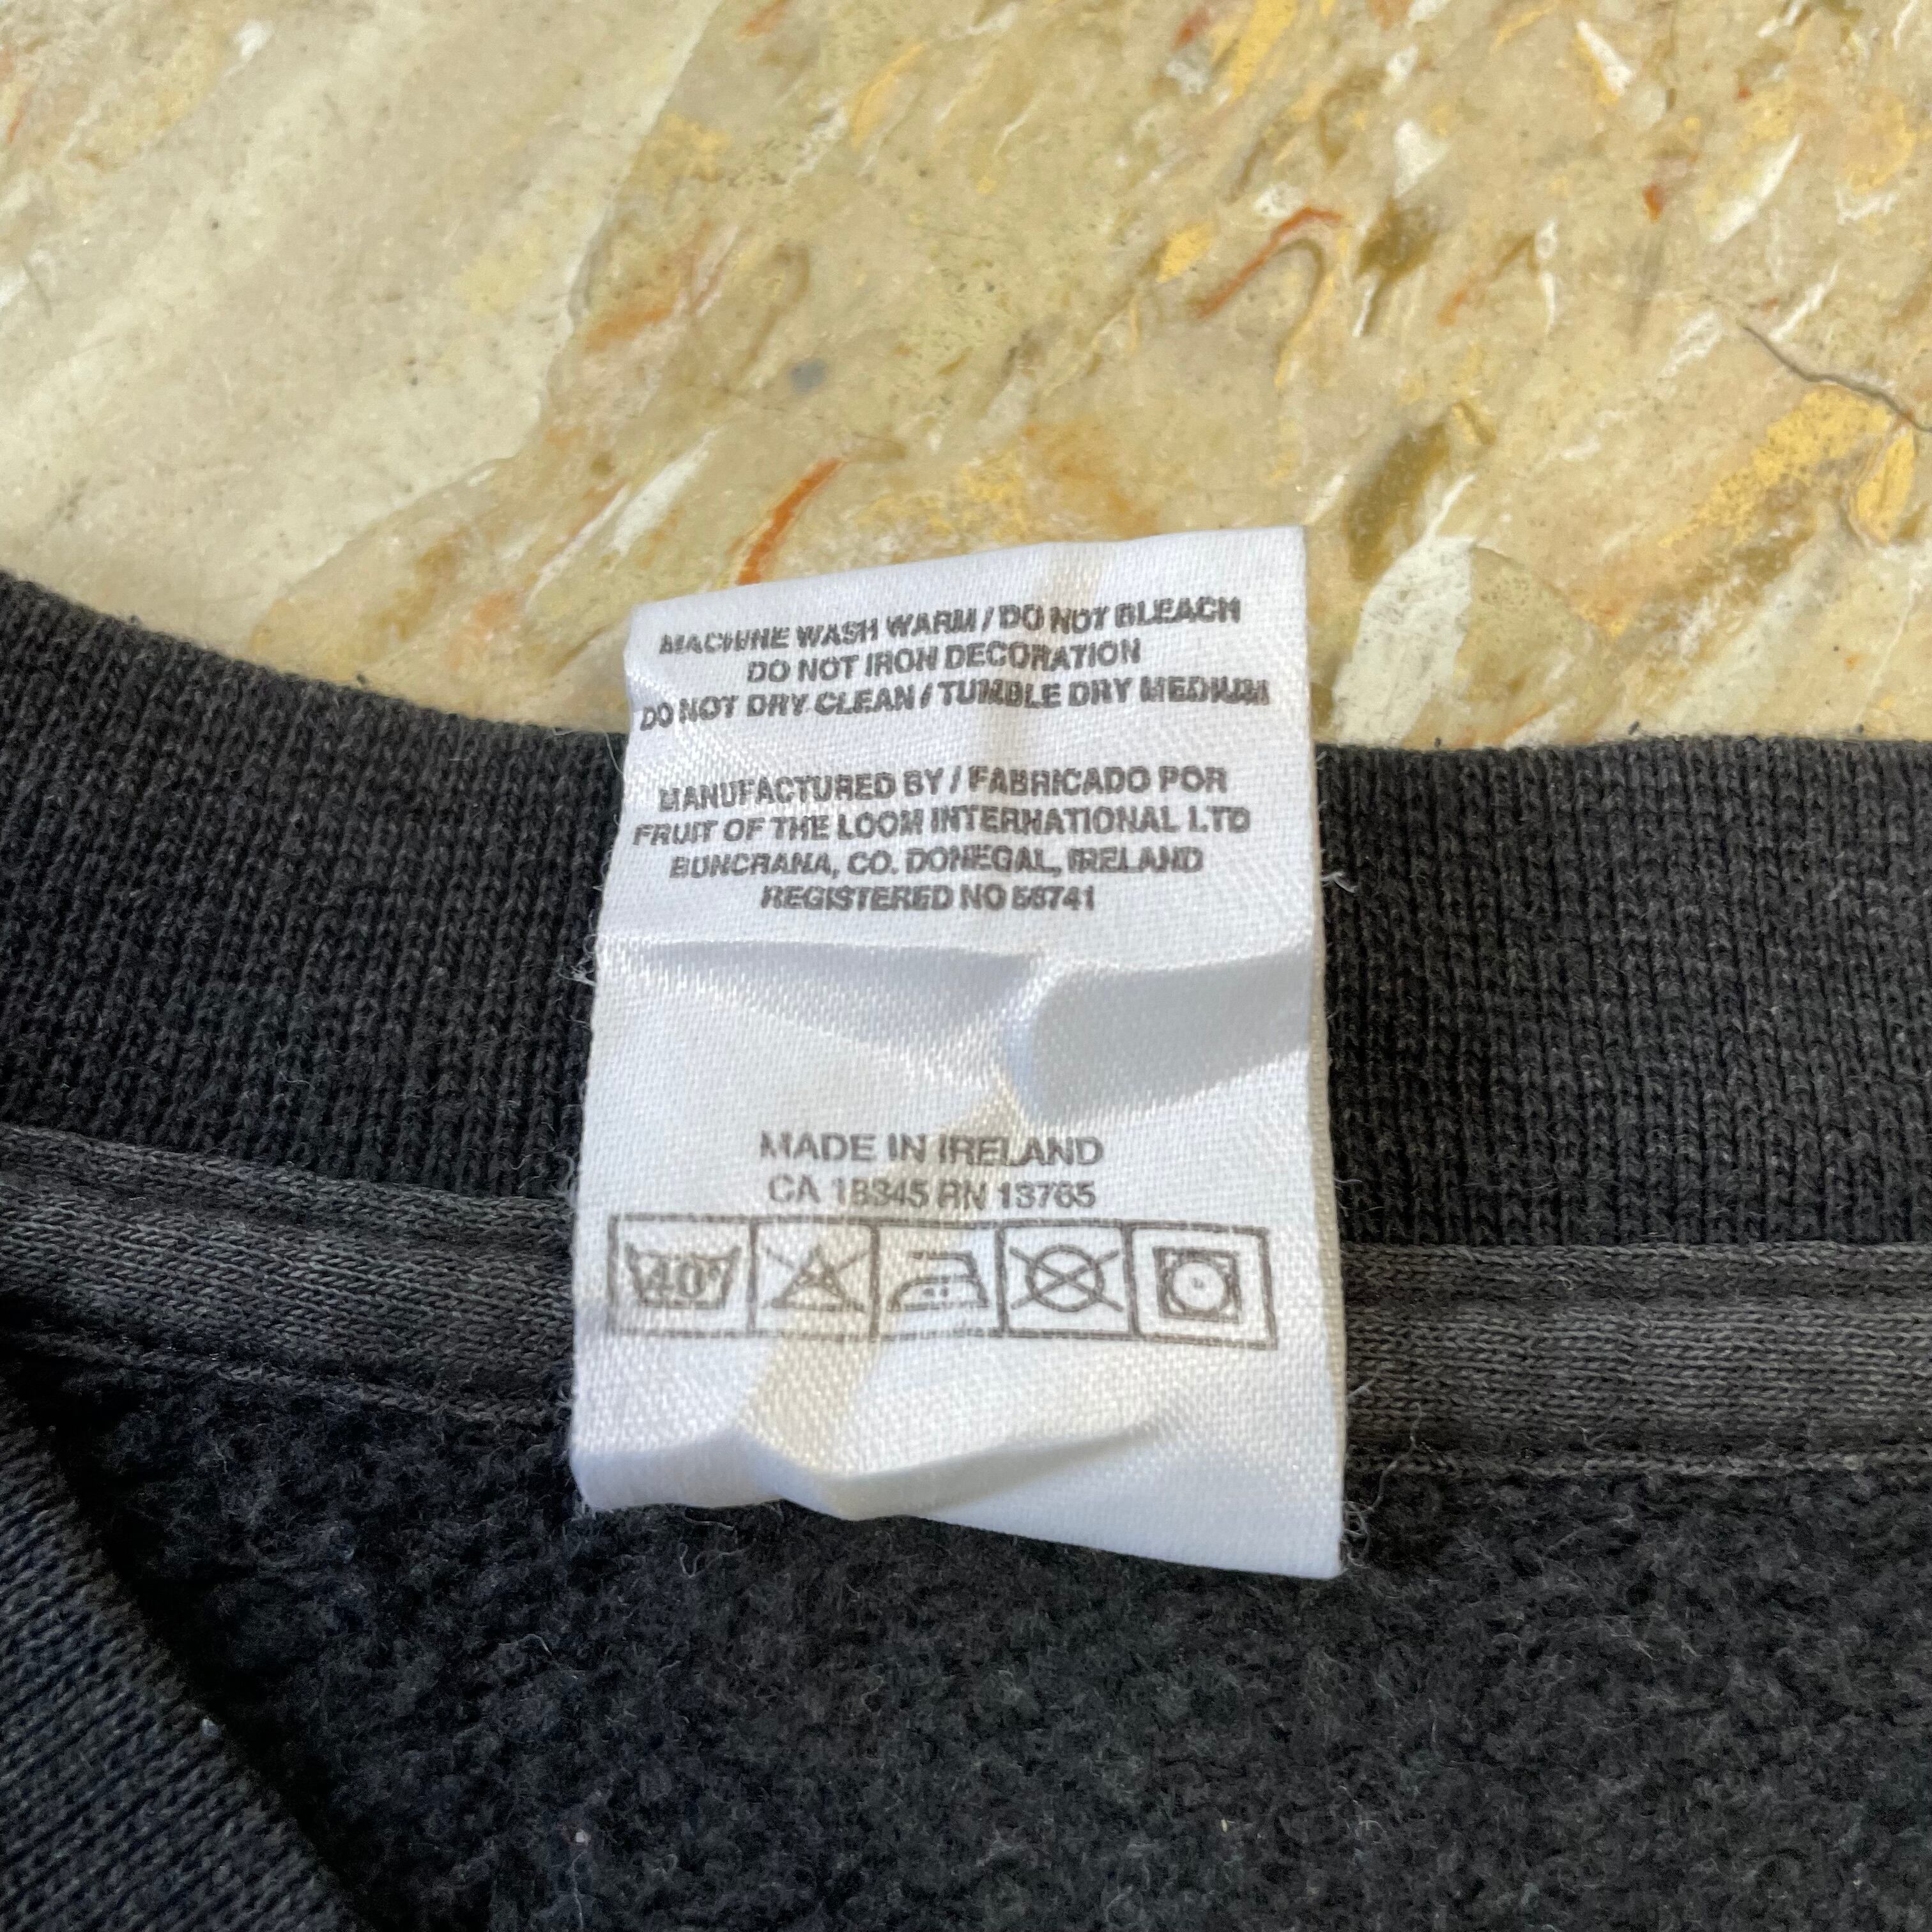 MACHINE WASH WARM / DO NOT BLEACH
DO NOT IRON DECORATION
DO NOT DRY CLEAN / TUMBLE DRY MEDIUM
MANUFACTURED BY / FABRICADO POR
FRUIT OF THE LOOM INTERNATIONAL LTD
BUNCRANA, CO. DONEGAL, IRELAND
REGISTERED NO 56741
MADE IN IRELAND
CA 18345 RN 13765
40°